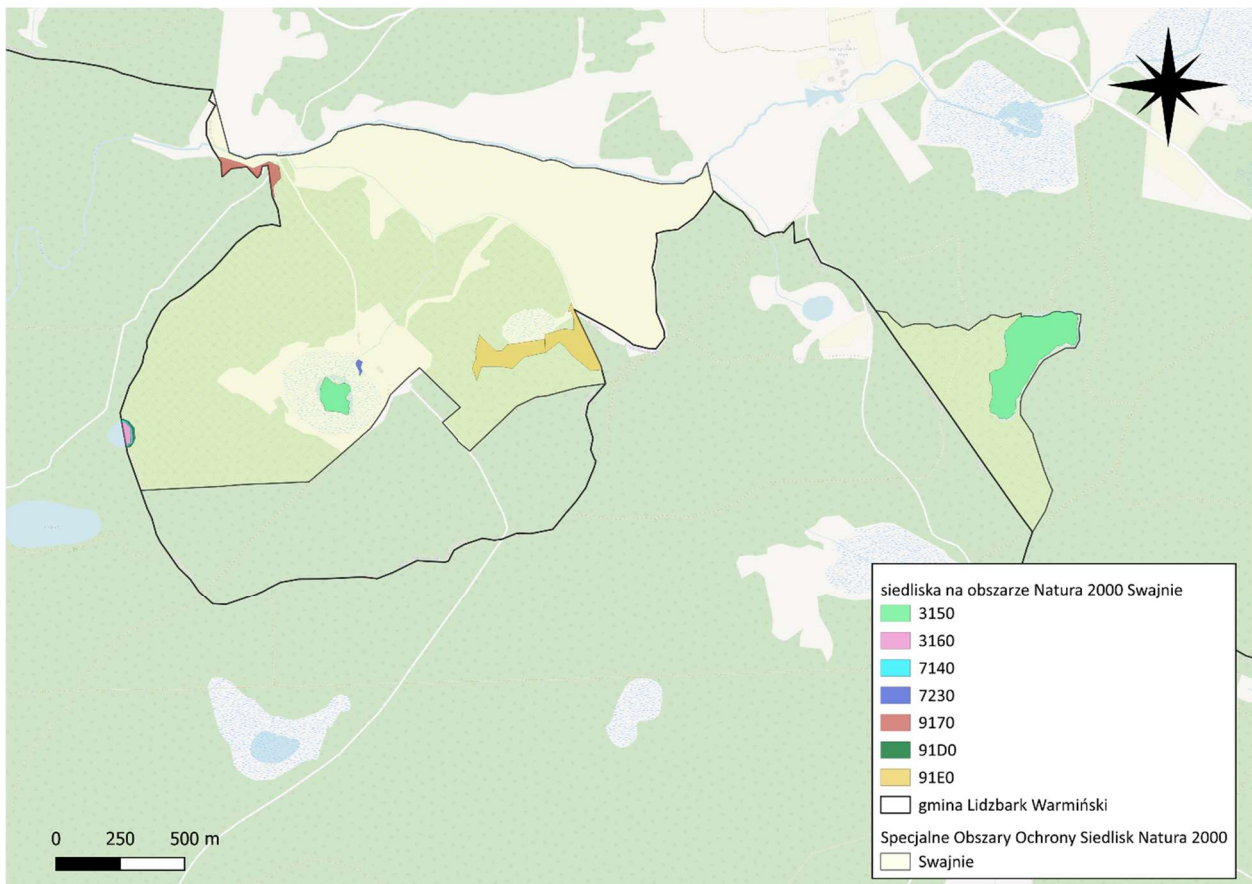 siedliska na obszarze Natura 2000 Swajnie
3150
3160
7140
7230
9170
91D0
91E0
gmina Lidzbark Warmiński
Specjalne Obszary Ochrony Siedlisk Natura 2000
Swajnie
0 250 500 m